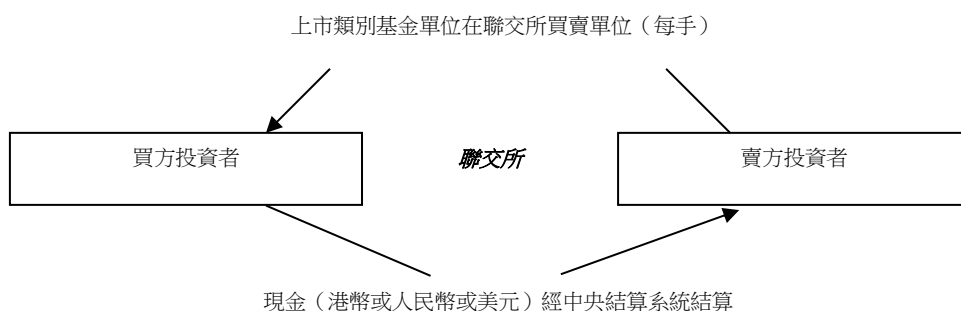 上市類別基金單位在聯交所買賣單位（每手）
買方投資者
聯交所
賣方投資者
現金（港幣或人民幣或美元）經中央結算系統結算